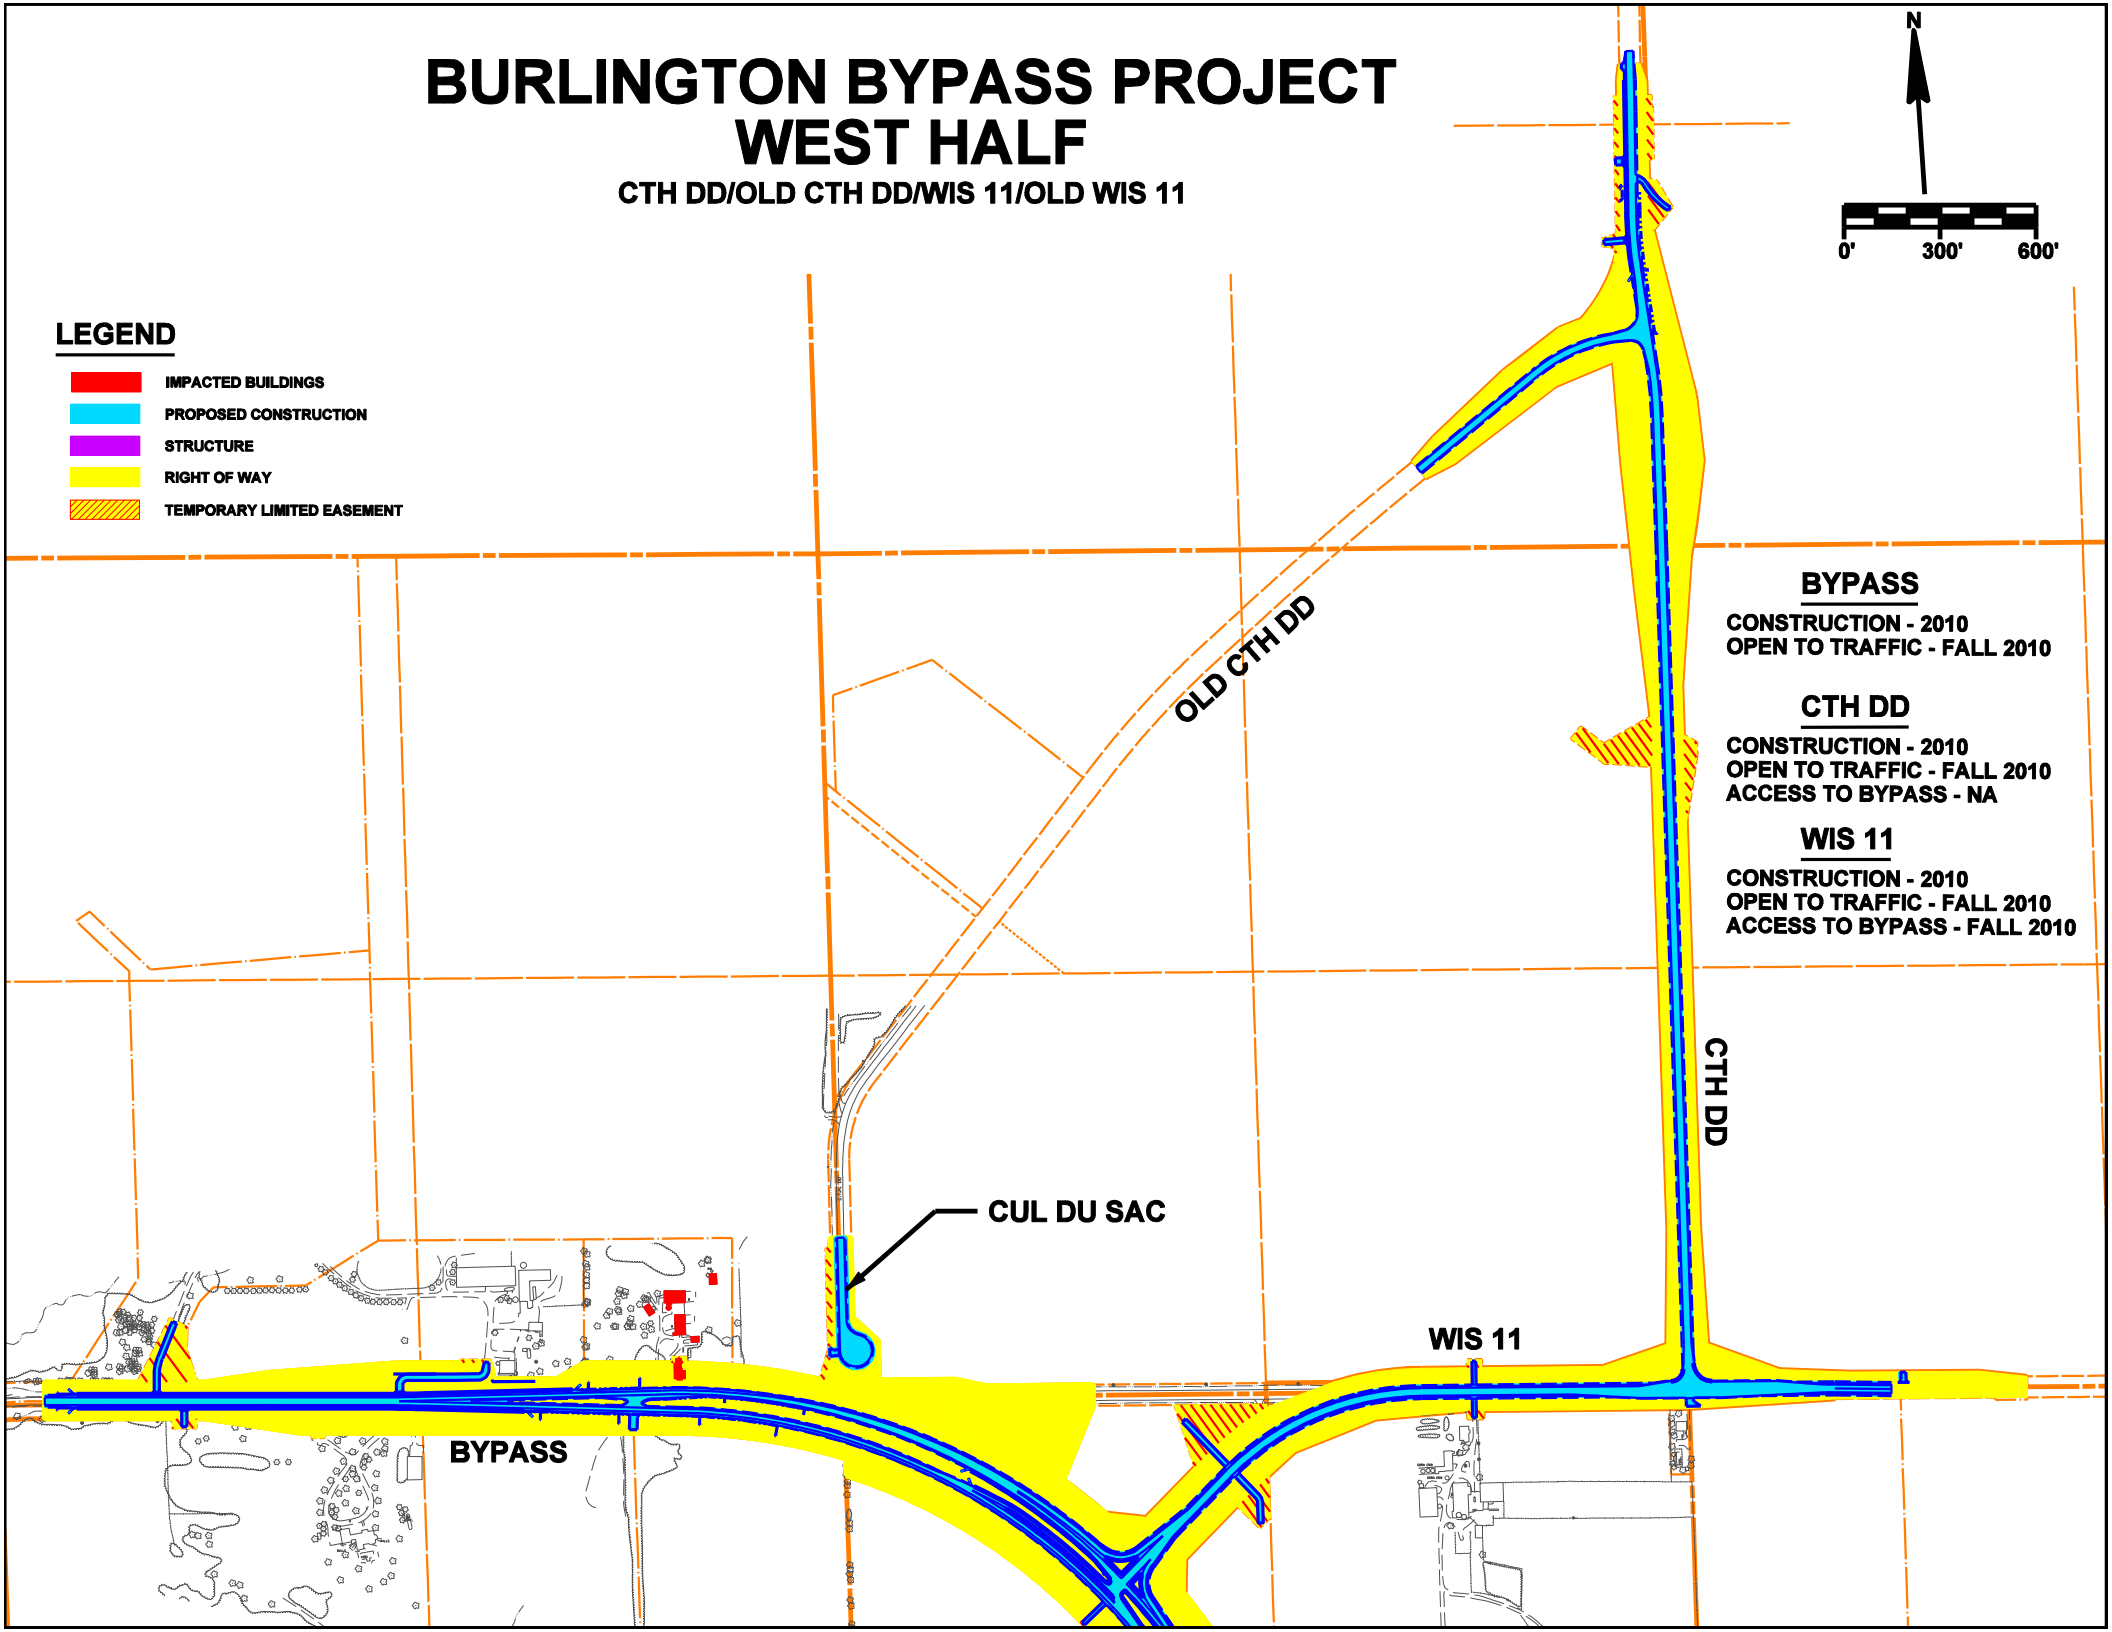 BURLINGTON BYPASS PROJECT
WEST HALF
CTH DD/OLD CTH DD/WIS 11/OLD WIS 11
N
0' 300' 600'
LEGEND
IMPACTED BUILDINGS
PROPOSED CONSTRUCTION
STRUCTURE
RIGHT OF WAY
TEMPORARY LIMITED EASEMENT
BYPASS
CONSTRUCTION - 2010
OPEN TO TRAFFIC - FALL 2010
CTH DD
CONSTRUCTION - 2010
OPEN TO TRAFFIC - FALL 2010
ACCESS TO BYPASS - NA
WIS 11
CONSTRUCTION - 2010
OPEN TO TRAFFIC - FALL 2010
ACCESS TO BYPASS - FALL 2010
OLD CTH DD
CTH DD
CUL DU SAC
WIS 11
BYPASS